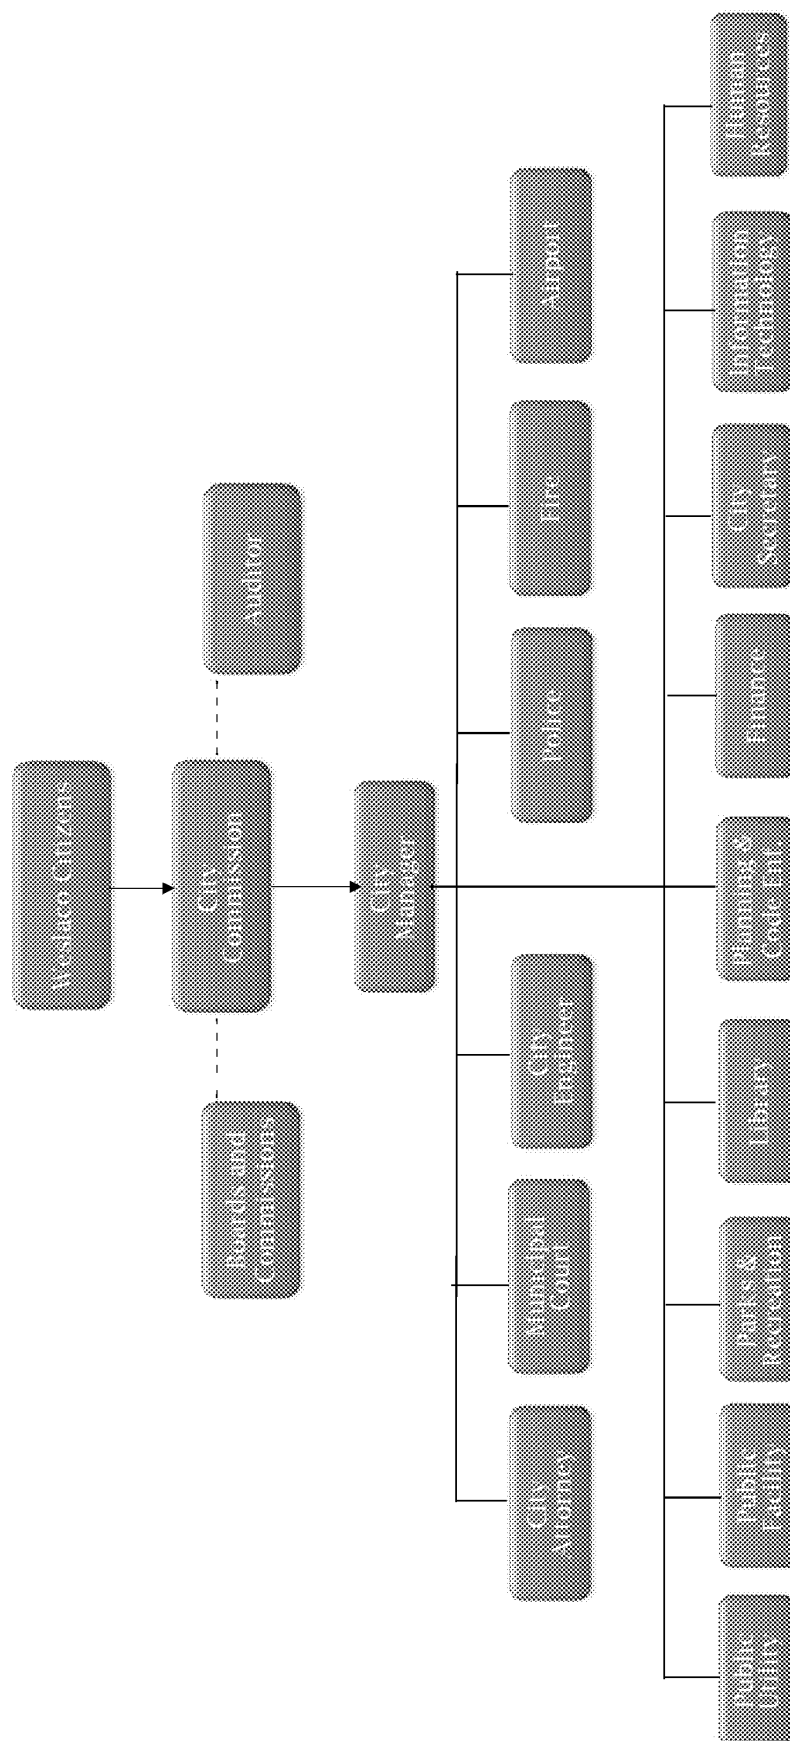 Weslaco Citizens
Boards and
Commissions
City
Commission
Auditor
City
Manager
City
Attorney
Municipal
Court
City
Engineer
Police
Fire
Airport
Public
Utility
Public
Facility
Parks &
Recreation
Library
Planning &
Code Enf.
Finance
City
Secretary
Information
Technology
Human
Resources